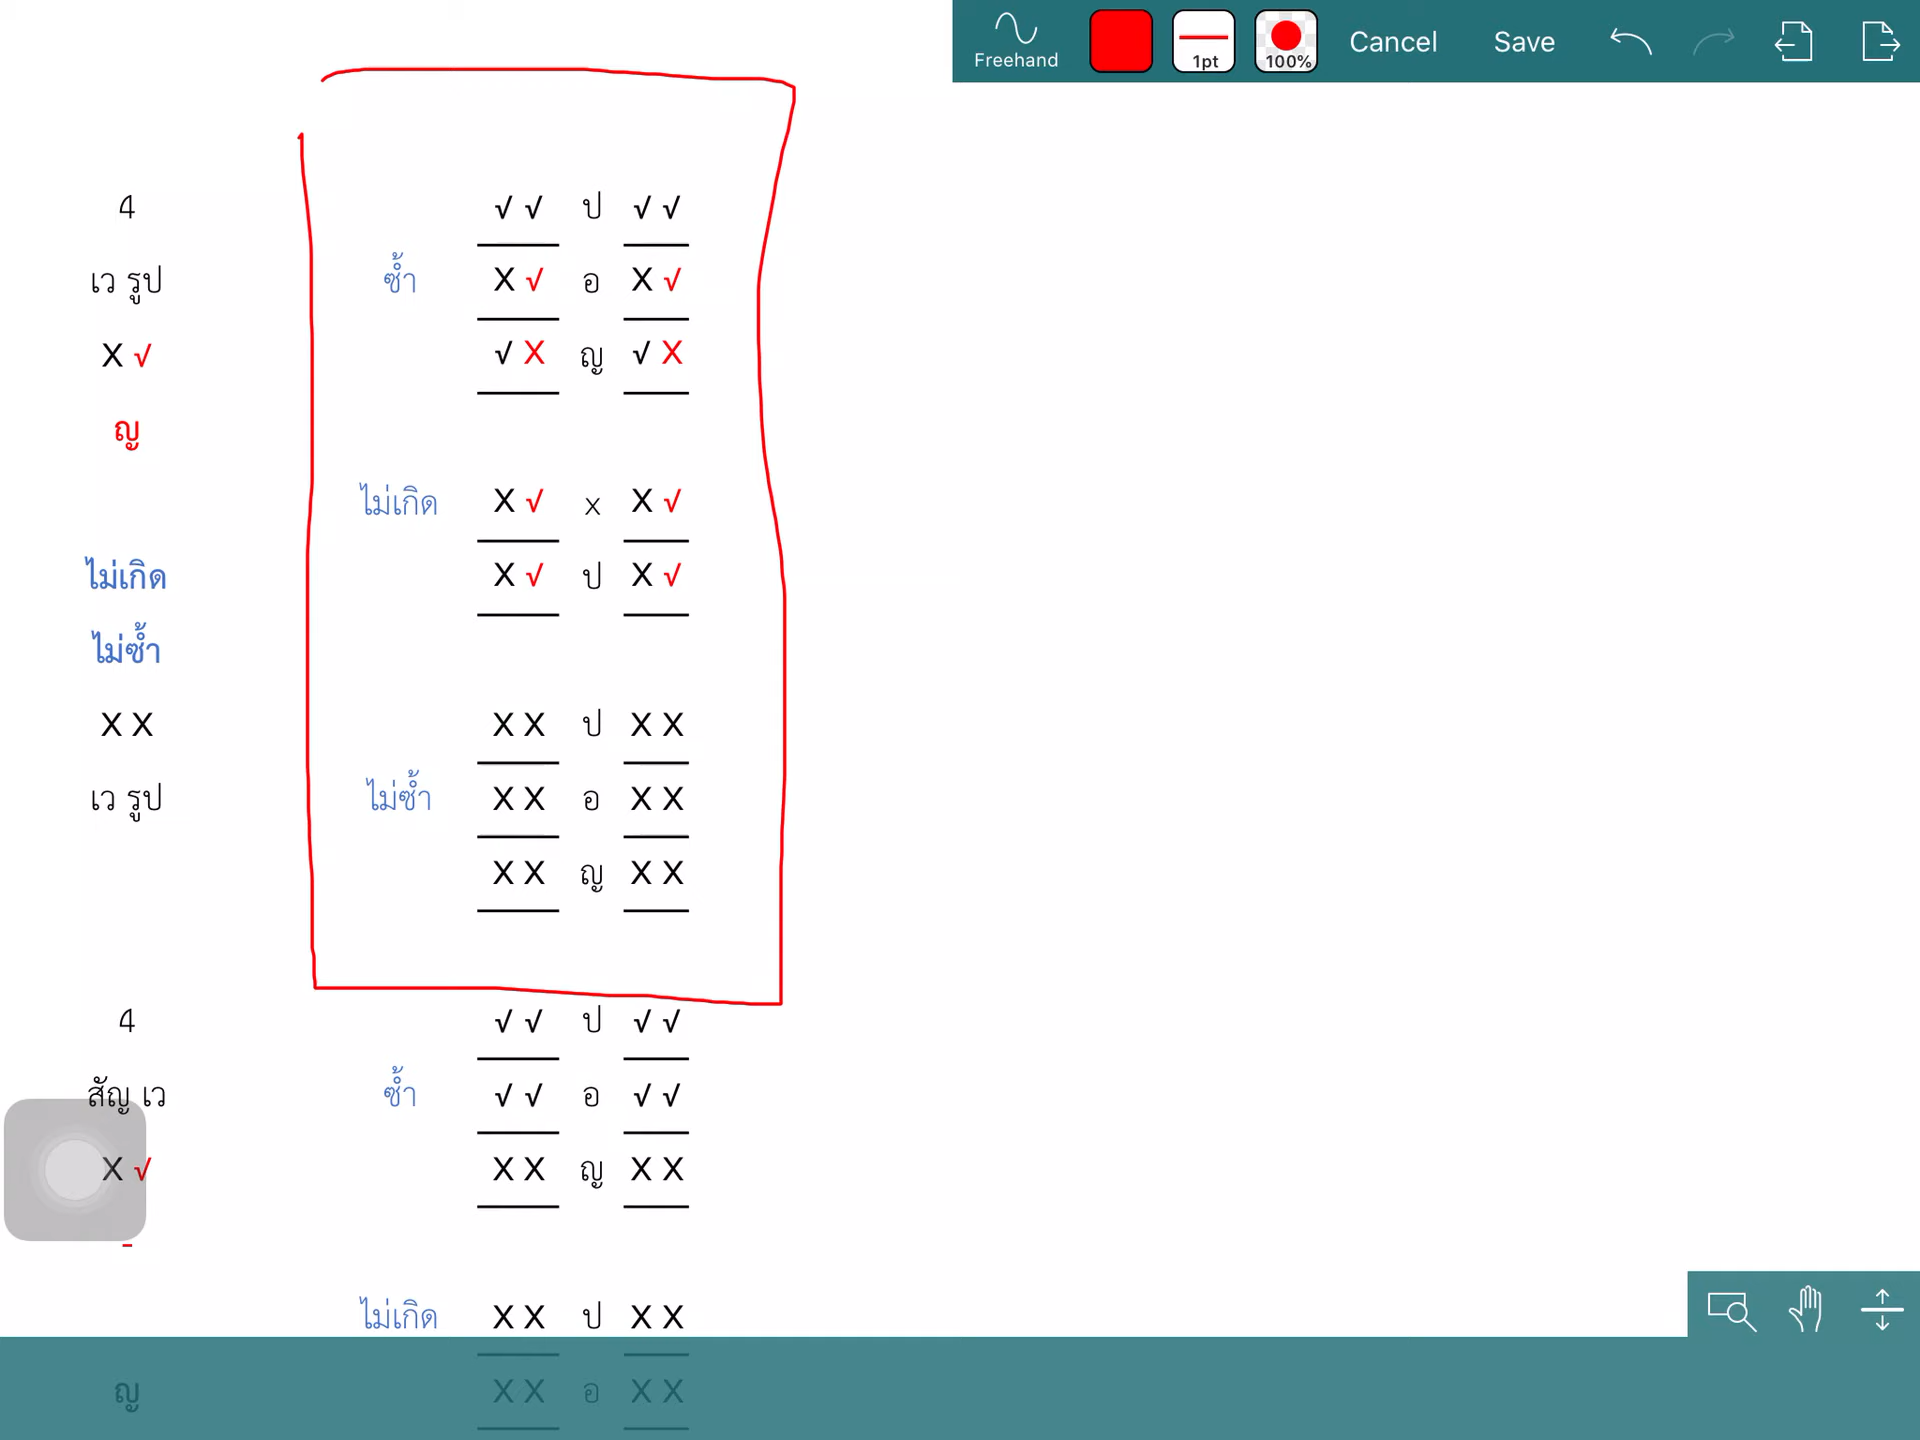 Freehand 1pt 100% Cancel Save
4 √ √ ป √ √
เว รูป ซ้ำ X √ อ X √
X √ √ X ญ √ X
ญ
ไม่เกิด X √ x X √
ไม่เกิด X √ ป X √
ไม่ซ้ำ
X X X X ป X X
เว รูป ไม่ซ้ำ X X อ X X
X X ญ X X
4 √ √ ป √ √
สัญ เว ซ้ำ √ √ อ √ √
X √ X X ญ X X
-
ไม่เกิด X X ป X X
ญ X X อ X X